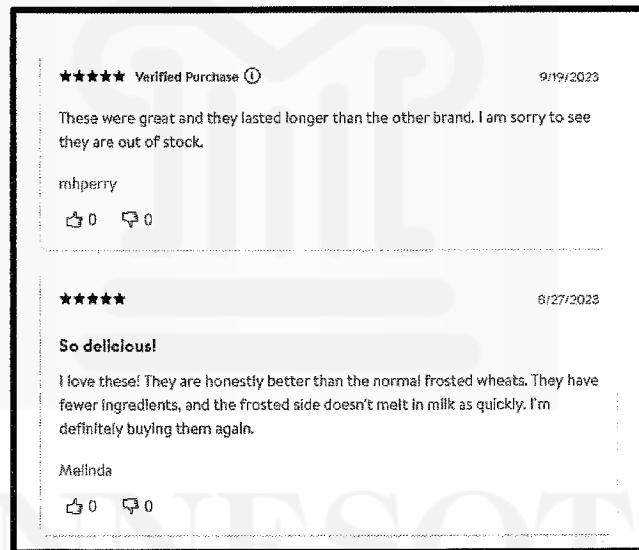 ★★★★★ Verified Purchase ⓘ 9/19/2023
These were great and they lasted longer than the other brand. I am sorry to see
they are out of stock.
mhperry
0 0
★★★★★ 6/27/2023
So delicious!
I love these! They are honestly better than the normal frosted wheats. They have
fewer ingredients, and the frosted side doesn't melt in milk as quickly. I'm
definitely buying them again.
Melinda
0 0
NNESOT